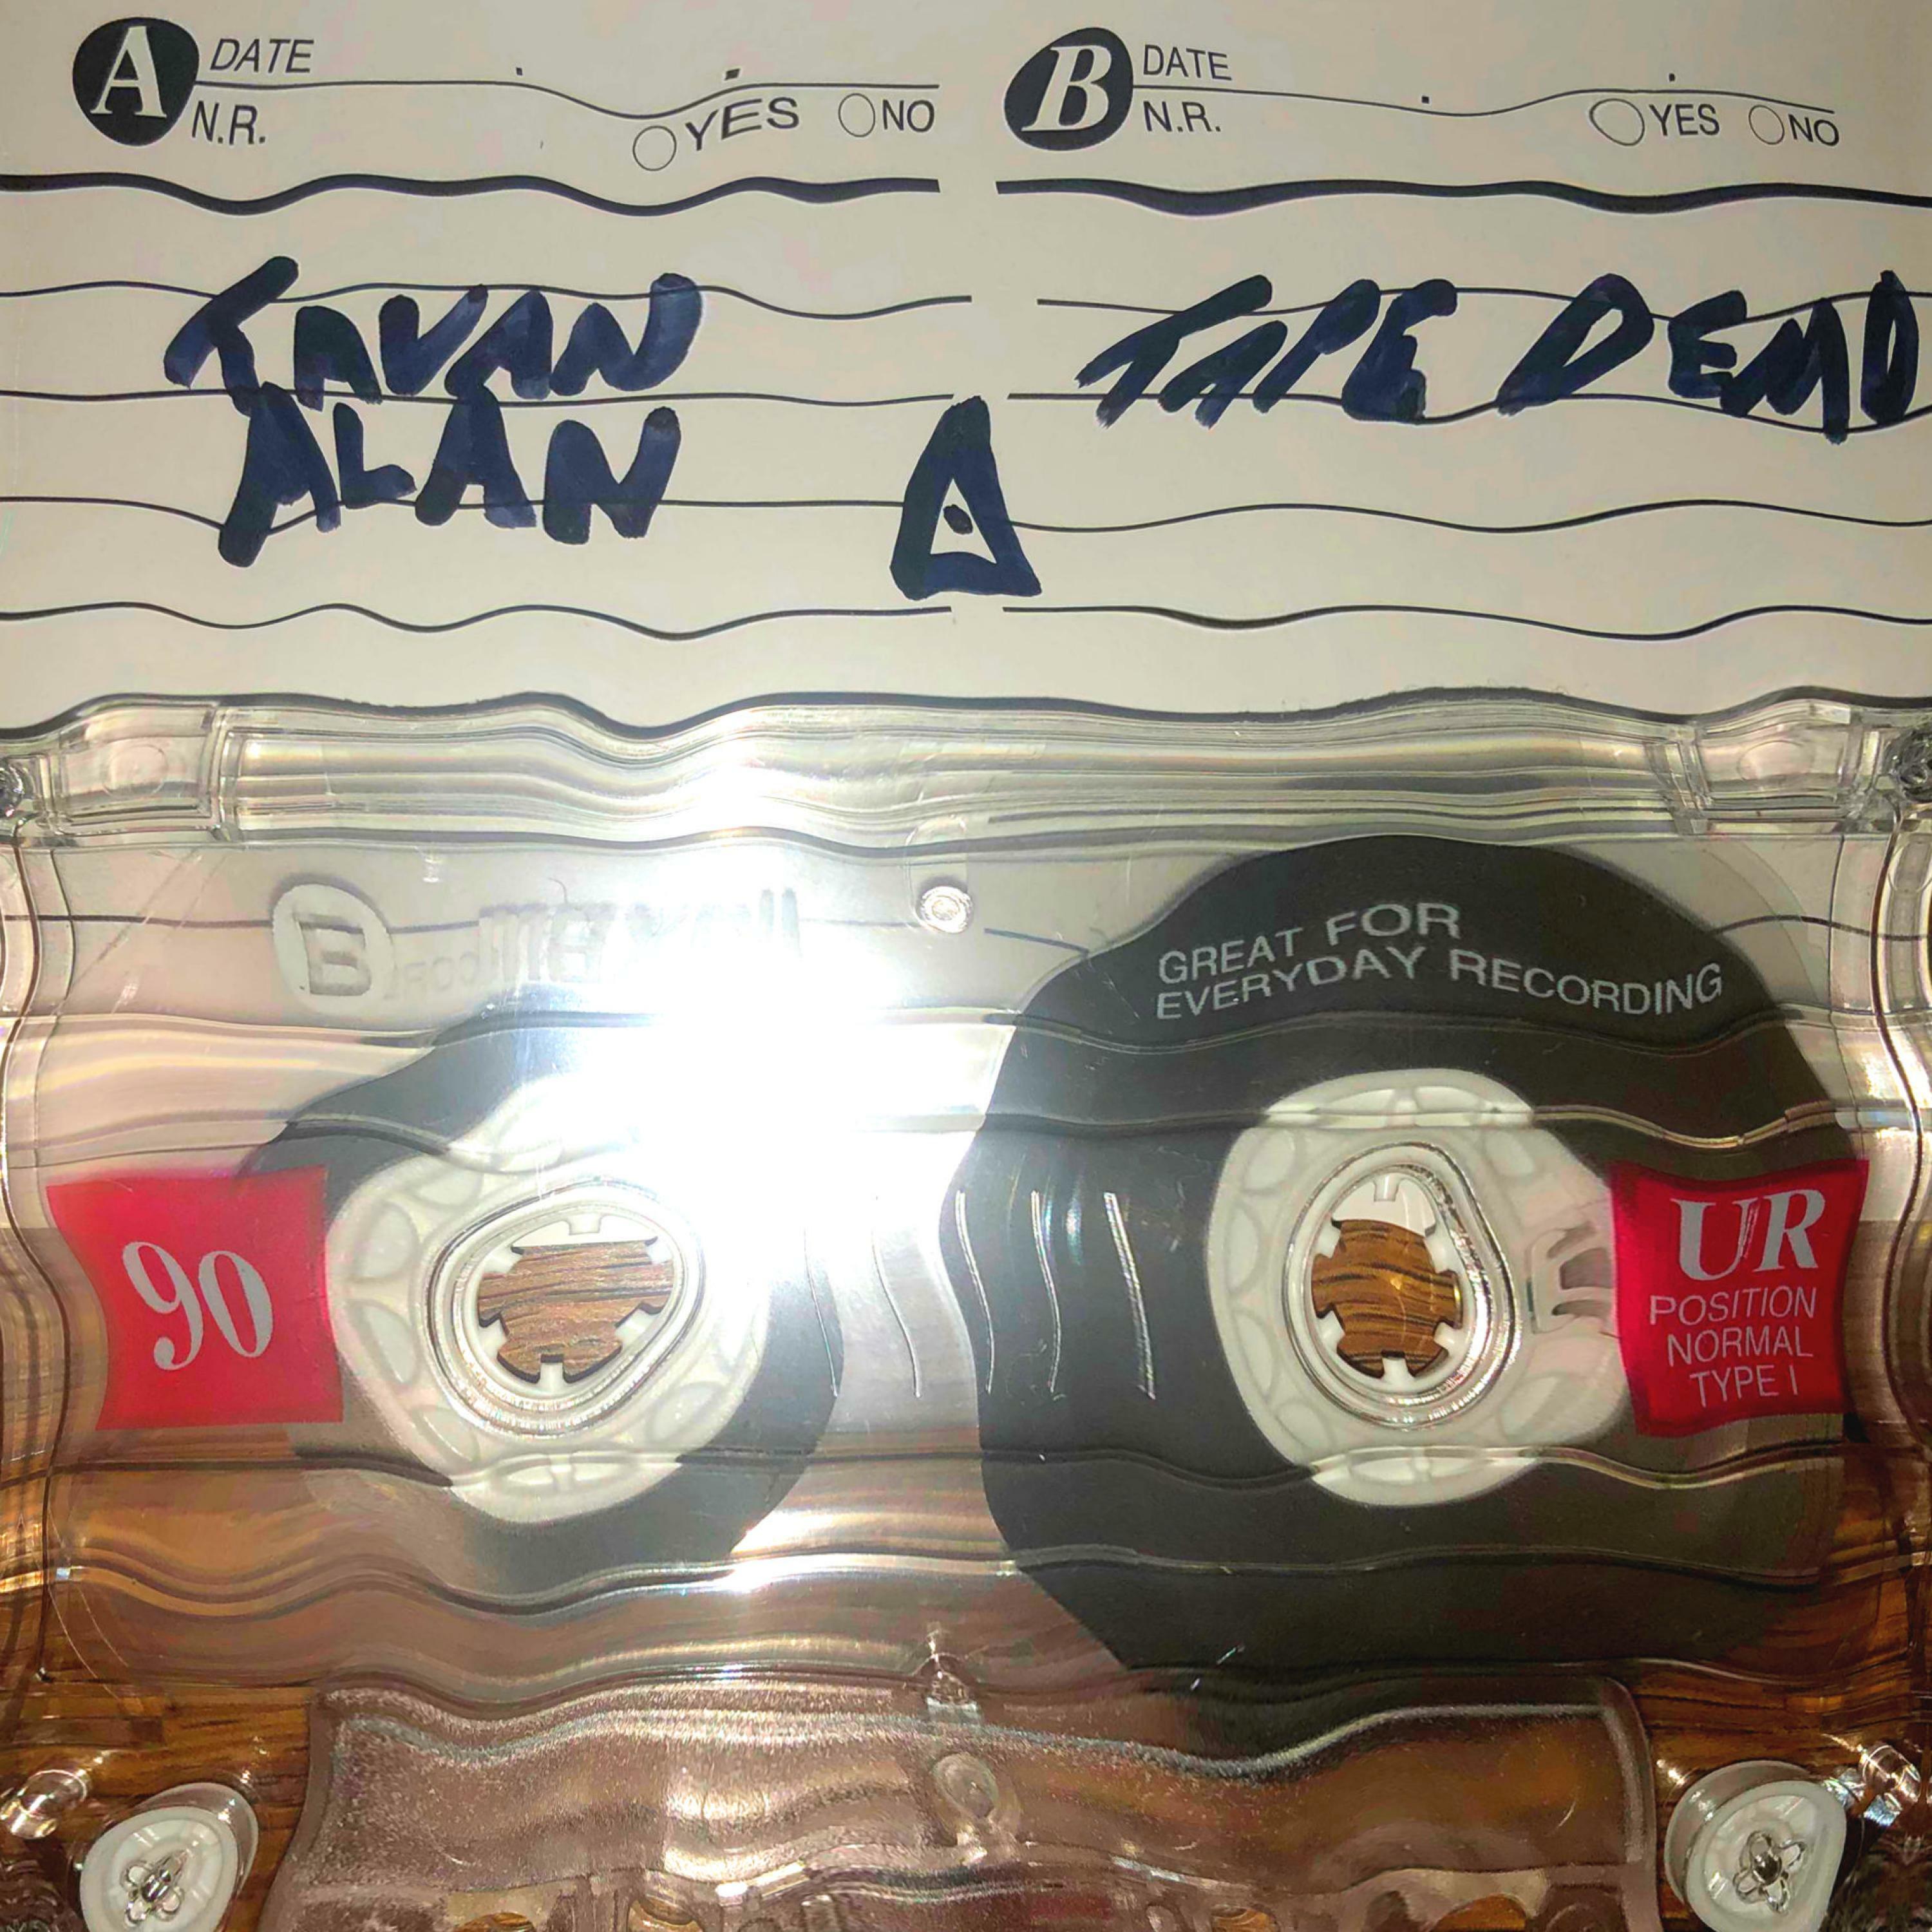 A DATE
N.R. YES NO
B DATE
N.R. YES NO
TAVAN
ALAN
TAPE DEMO
GREAT FOR
EVERYDAY RECORDING
90
UR
POSITION
NORMAL
TYPE I